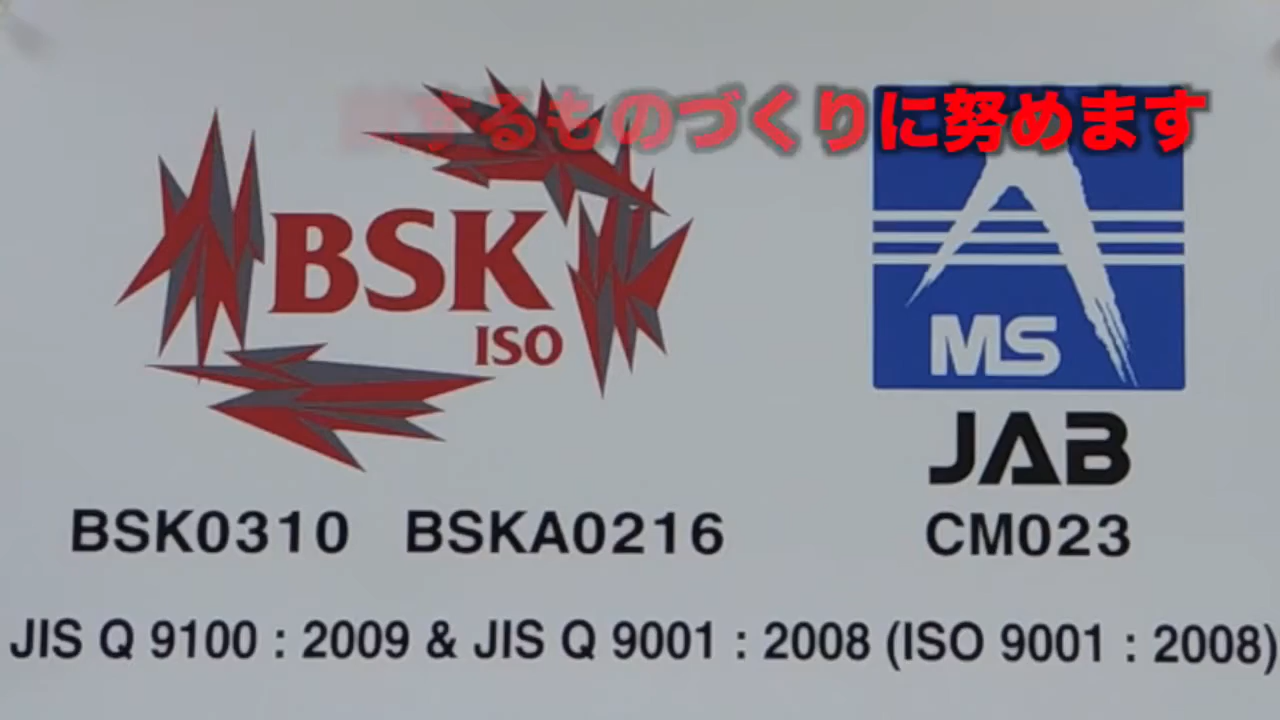 するものづくりに努めます
BSK
ISO
MS
JAB
BSK0310 BSKA0216
CM023
JIS Q 9100 : 2009 & JIS Q 9001 : 2008 (ISO 9001 : 2008)